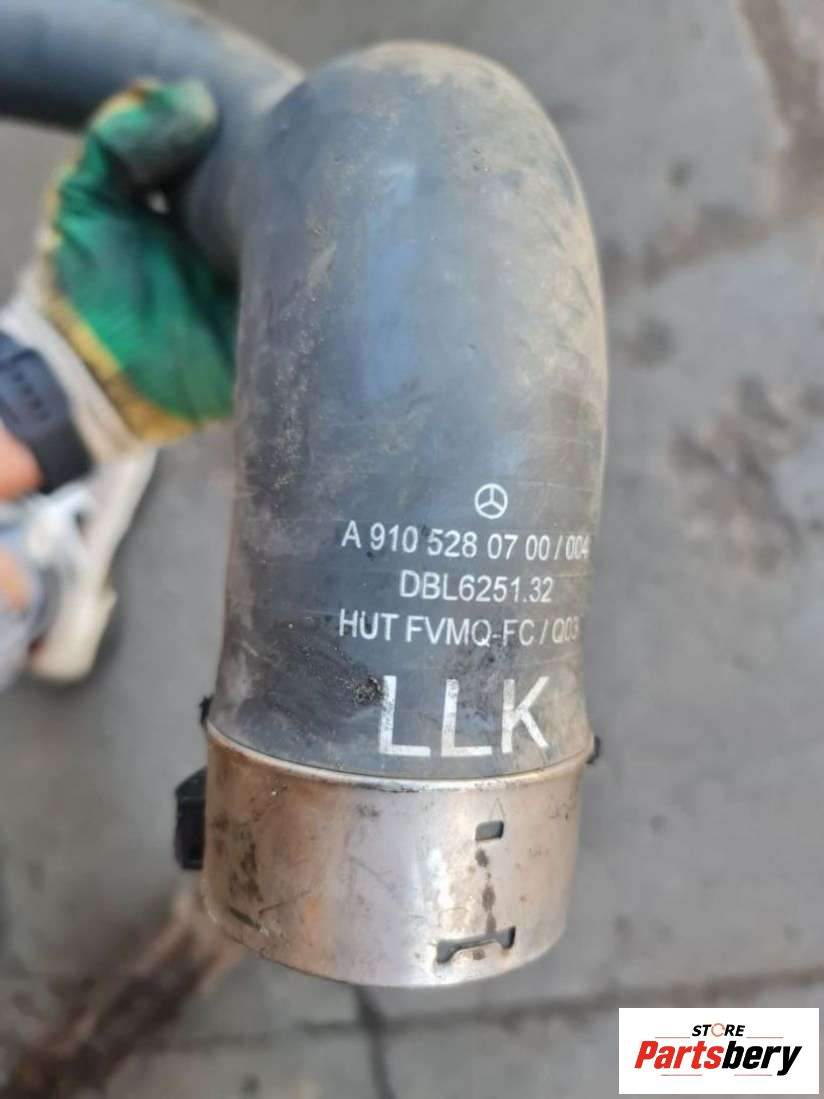 A 910 528 07 00 / 004
DBL6251.32
HUT FVMQ-FC / Q03
LLK
STORE
Partsbery